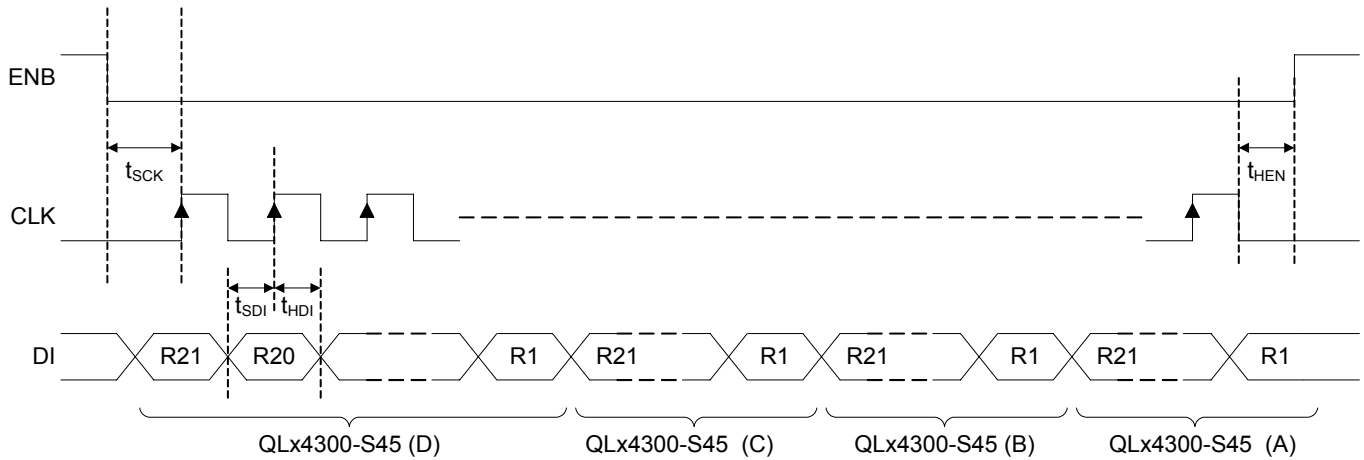 ENB
tSCK
tHEN
CLK
tSDI tHDI
DI R21 R20 R1 R21 R1 R21 R1 R21 R1
QLx4300-S45 (D) QLx4300-S45 (C) QLx4300-S45 (B) QLx4300-S45 (A)